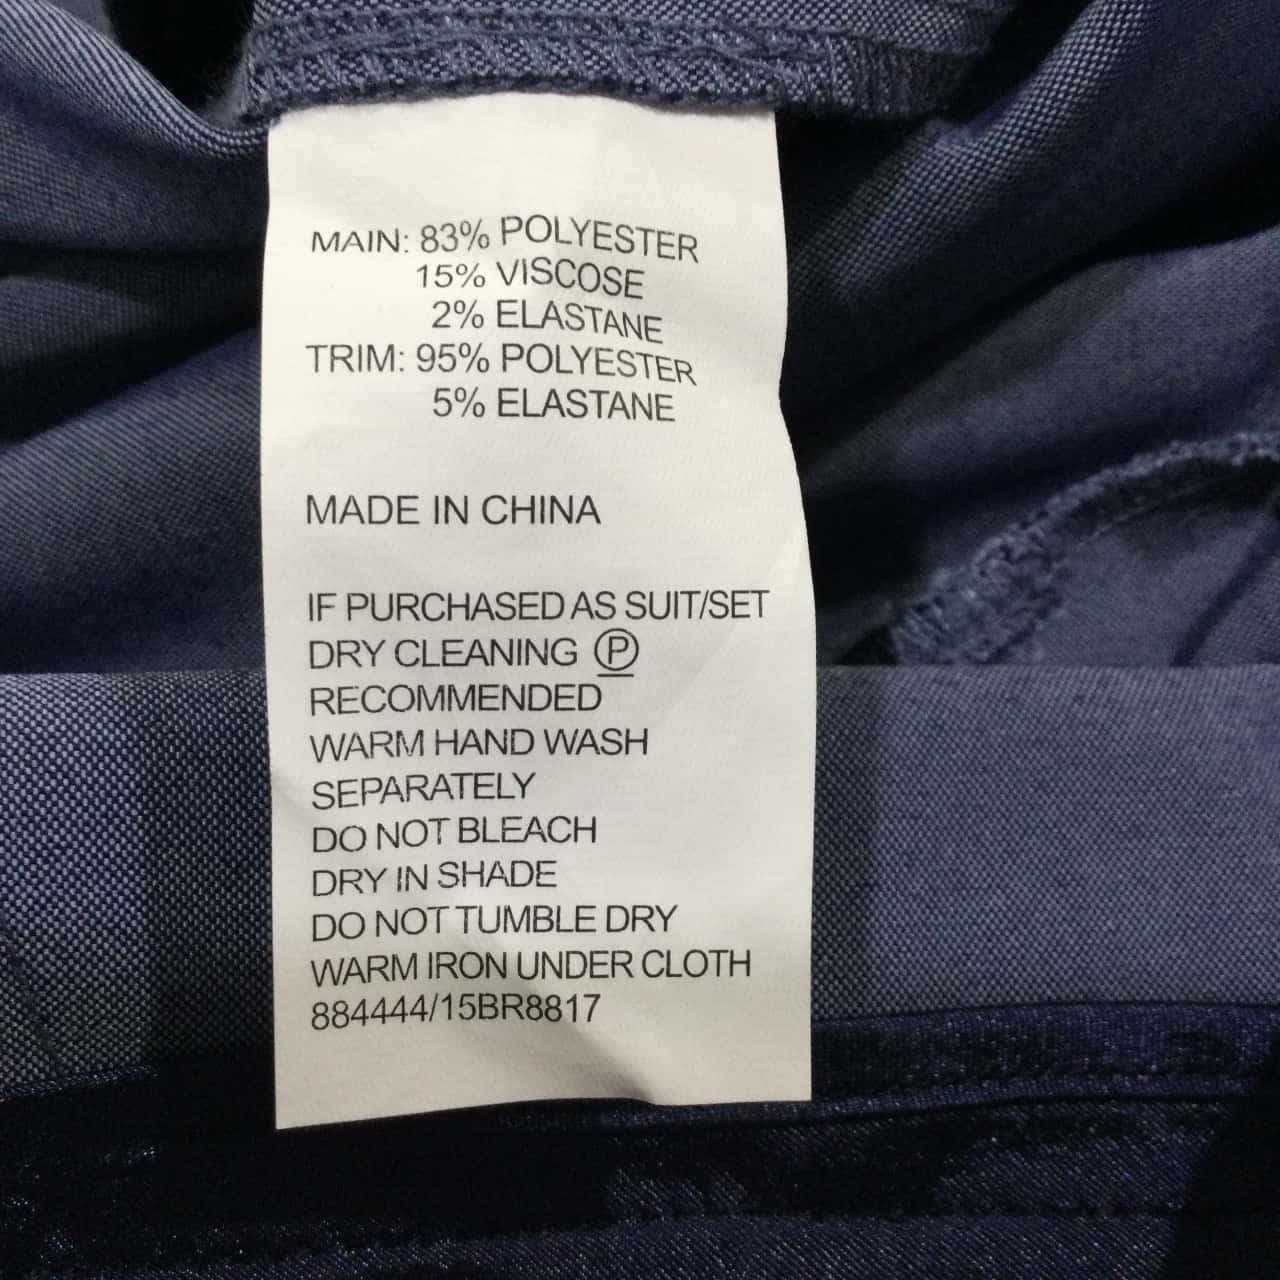 MAIN: 83% POLYESTER
15% VISCOSE
2% ELASTANE
TRIM: 95% POLYESTER
5% ELASTANE
MADE IN CHINA
IF PURCHASED AS SUIT/SET
DRY CLEANING Ⓟ
RECOMMENDED
WARM HAND WASH
SEPARATELY
DO NOT BLEACH
DRY IN SHADE
DO NOT TUMBLE DRY
WARM IRON UNDER CLOTH
884444/15BR8817